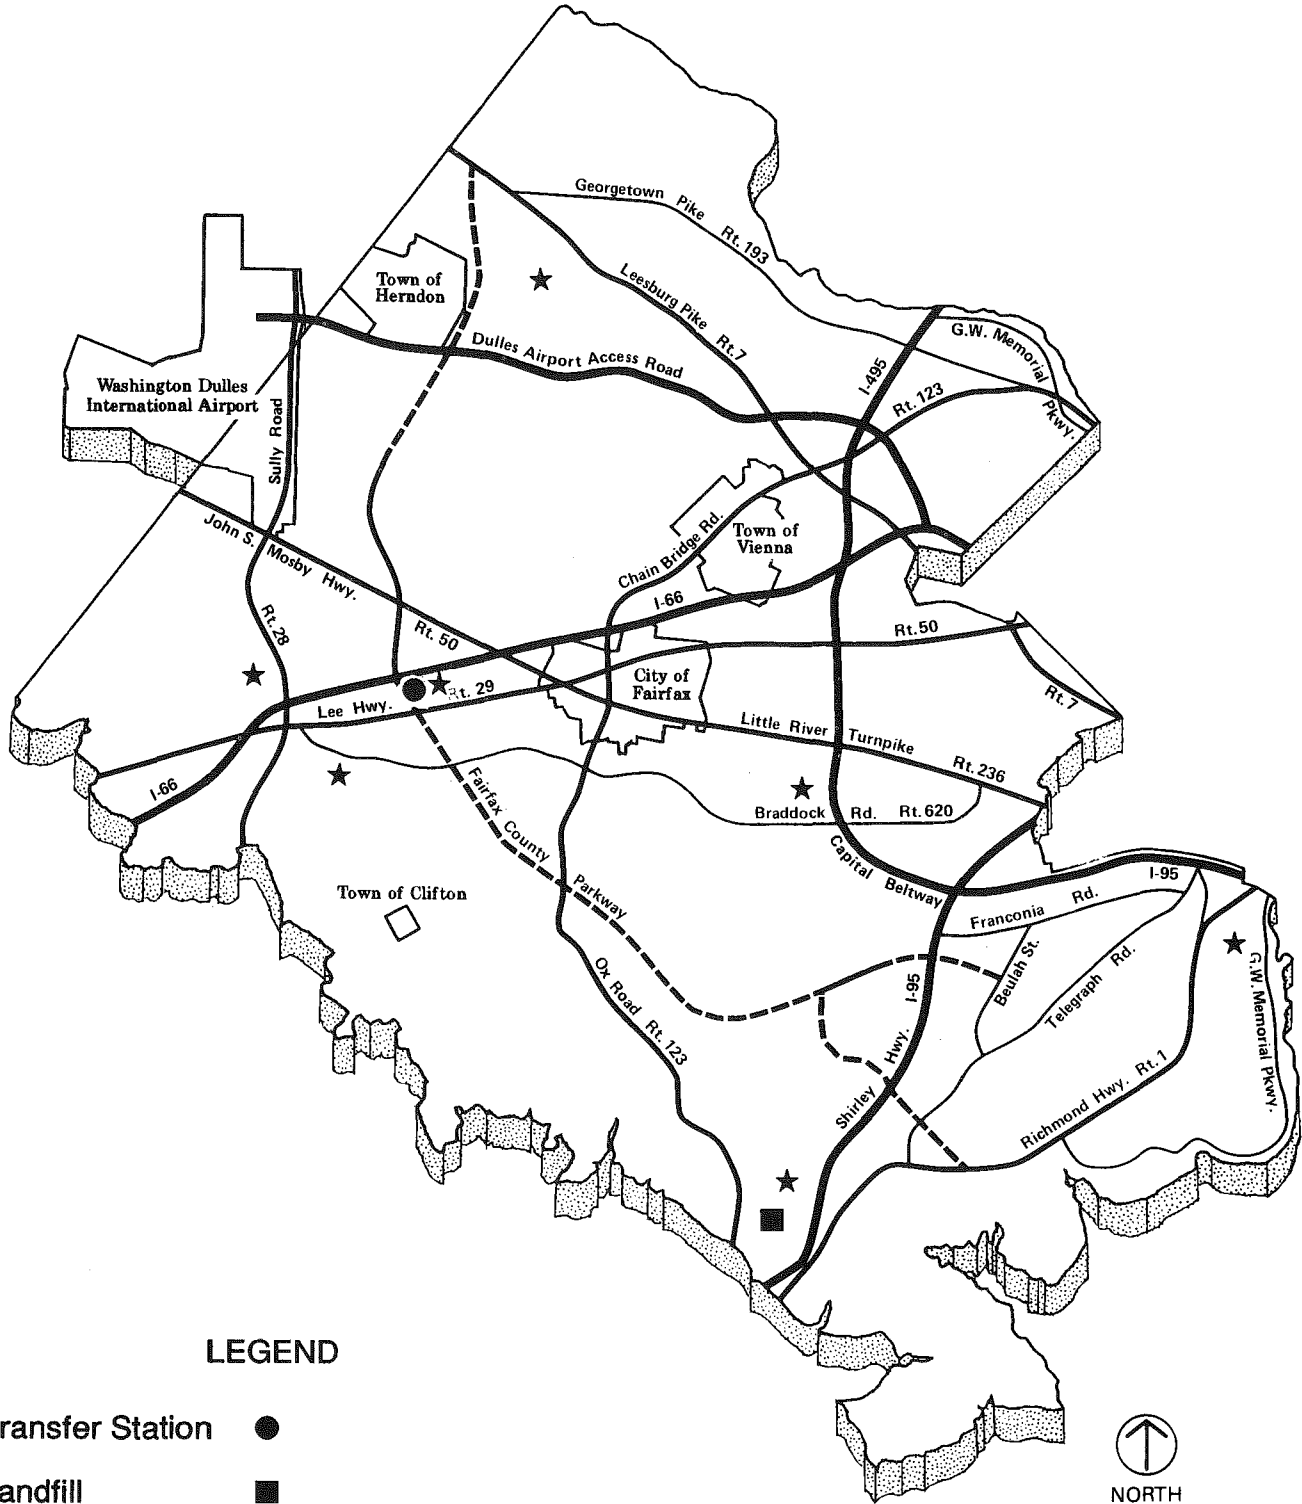 Georgetown Pike Rt. 193
Town of
Herndon
Leesburg Pike Rt.7
G.W. Memorial Pkwy.
Dulles Airport Access Road
I-495
Rt. 123
Washington Dulles
International Airport
Sully Road
John S. Mosby Hwy.
Chain Bridge Rd.
Town of
Vienna
I-66
Rt. 28
Rt. 50
Rt.50
City of
Fairfax
Lee Hwy.
Rt. 29
Rt. 7
Little River Turnpike
Rt. 236
I-66
Fairfax County Parkway
Braddock Rd. Rt. 620
Capital Beltway
I-95
Town of Clifton
Franconia Rd.
Beulah St.
Telegraph Rd.
G.W. Memorial Pkwy.
Ox Road Rt. 123
I-95
Shirley Hwy.
Richmond Hwy. Rt. 1
LEGEND
ransfer Station
andfill
NORTH